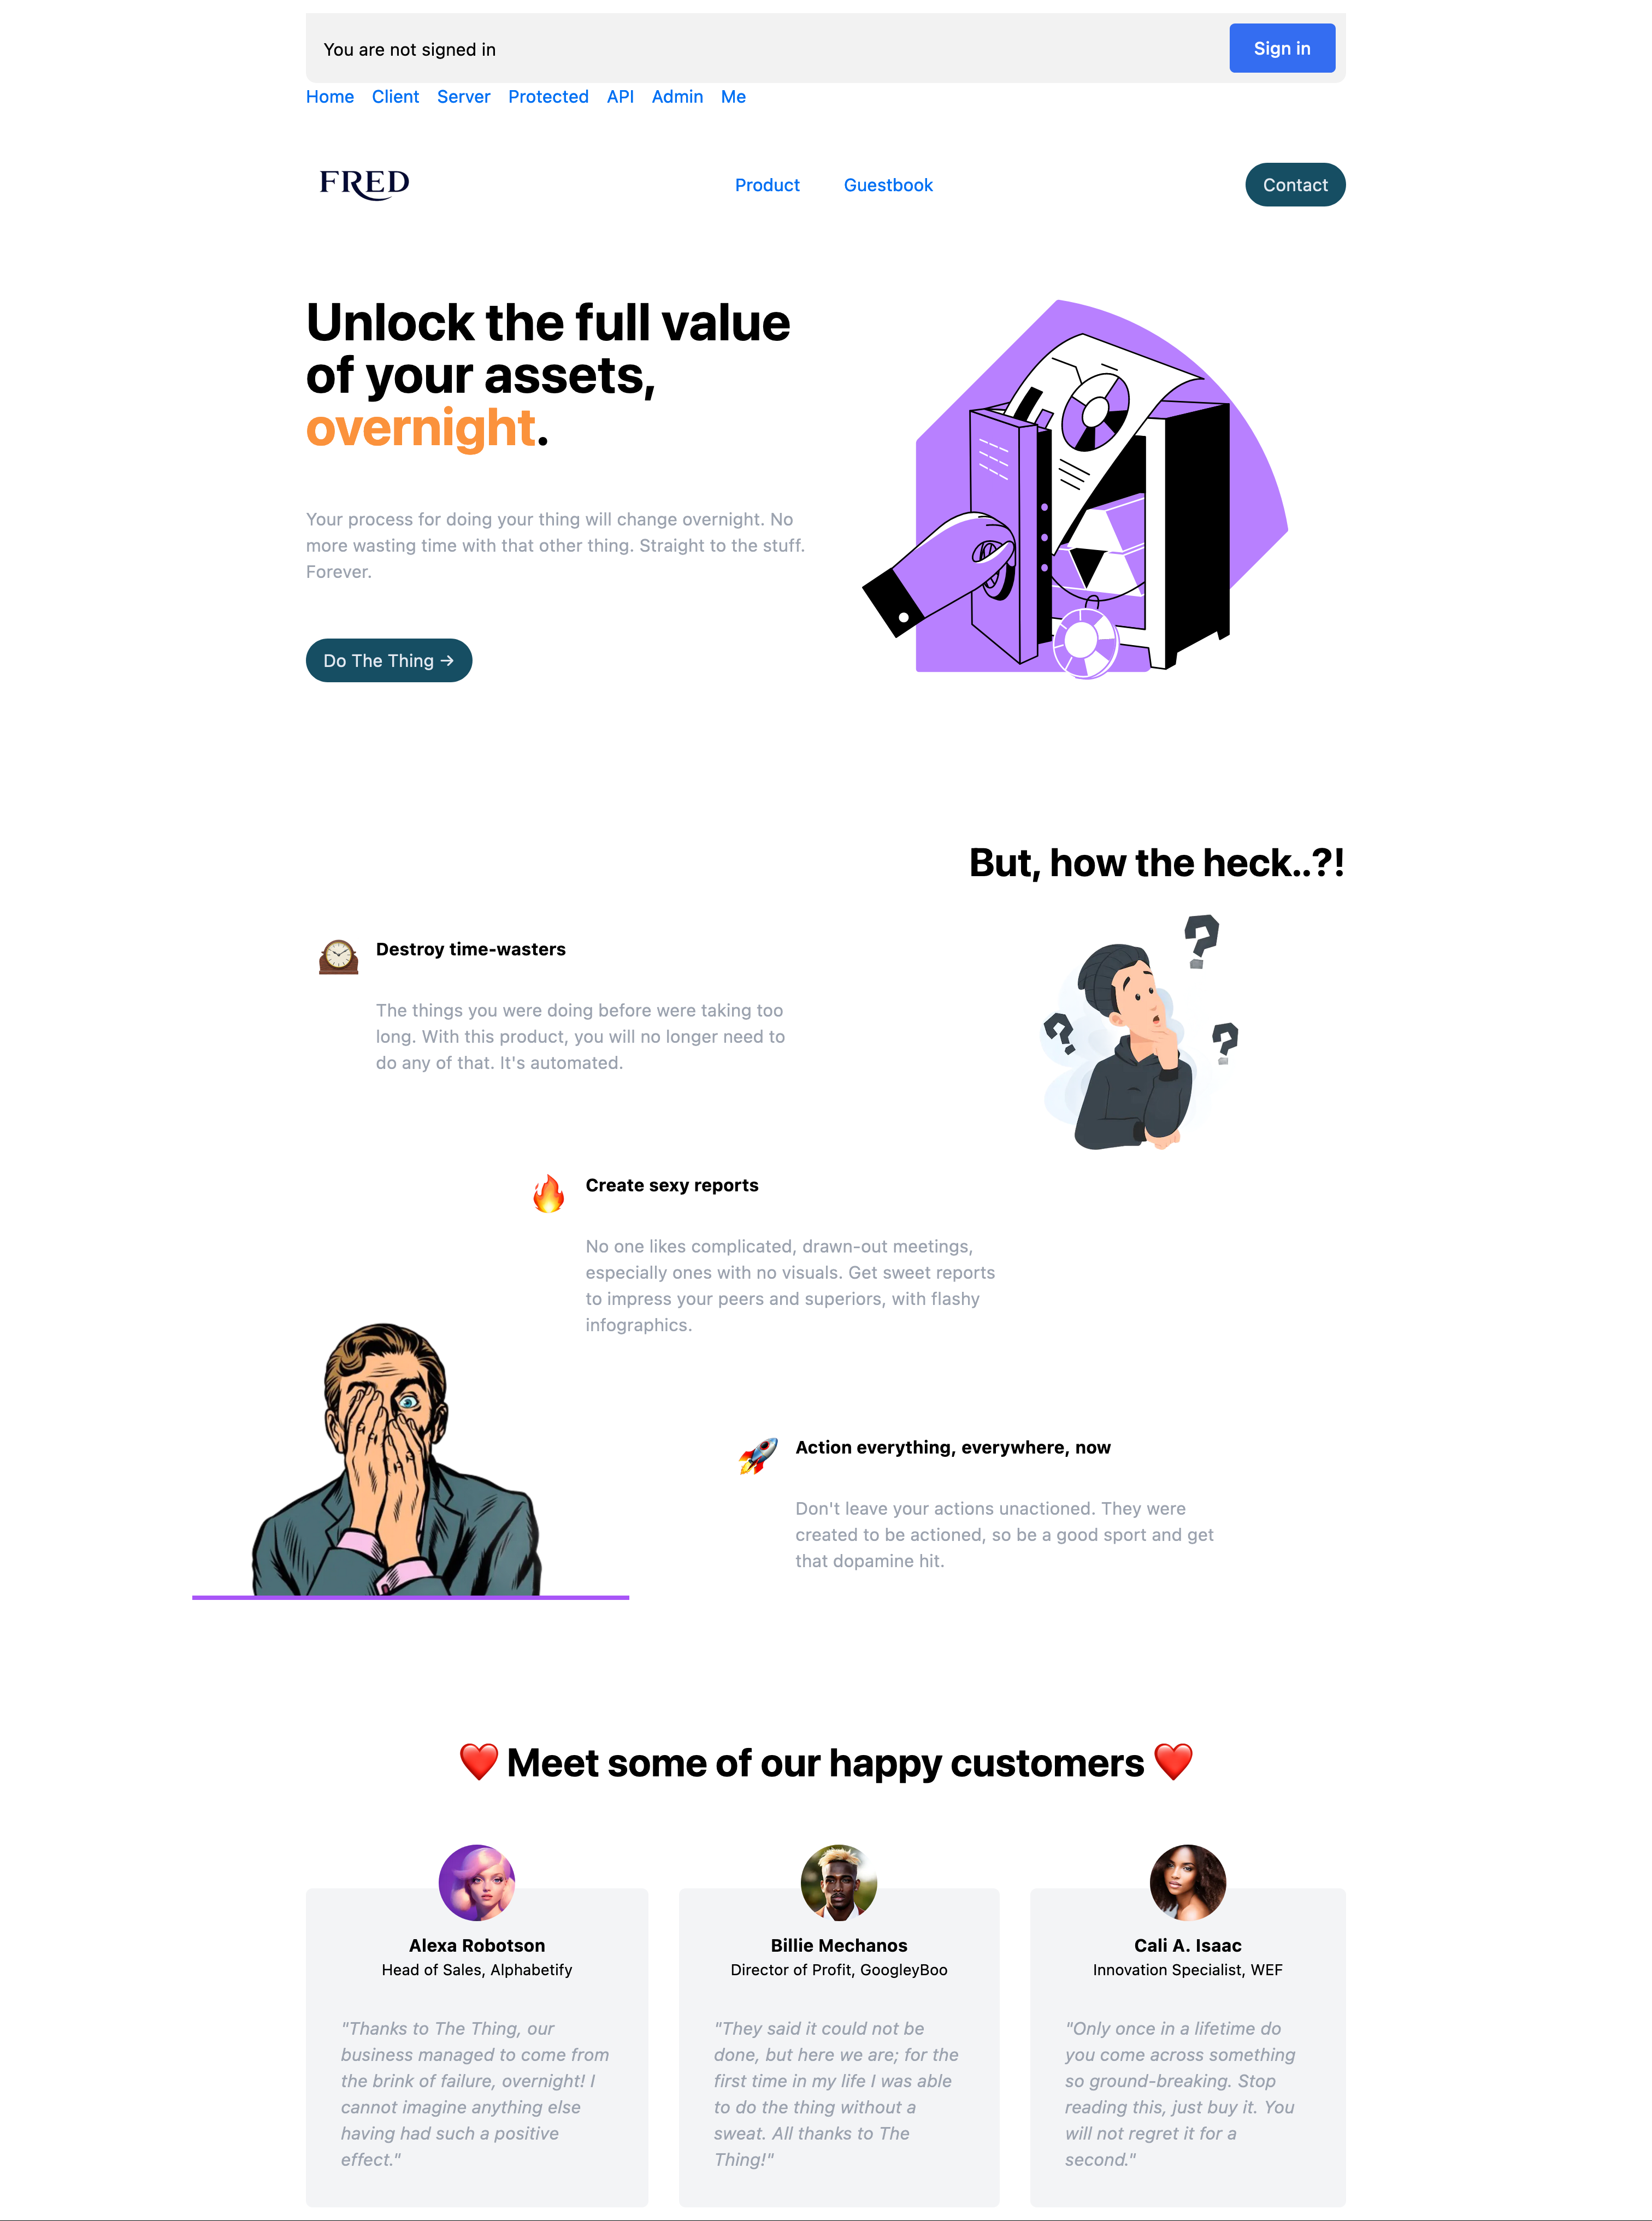 You are not signed in
Sign in
Home Client Server Protected API Admin Me
FRED
Product Guestbook
Contact
Unlock the full value
of your assets,
overnight.
Your process for doing your thing will change overnight. No
more wasting time with that other thing. Straight to the stuff.
Forever.
Do The Thing →
But, how the heck..?!
Destroy time-wasters
The things you were doing before were taking too
long. With this product, you will no longer need to
do any of that. It's automated.
? ? ?
Create sexy reports
No one likes complicated, drawn-out meetings,
especially ones with no visuals. Get sweet reports
to impress your peers and superiors, with flashy
infographics.
Action everything, everywhere, now
Don't leave your actions unactioned. They were
created to be actioned, so be a good sport and get
that dopamine hit.
❤️ Meet some of our happy customers ❤️
Alexa Robotson
Head of Sales, Alphabetify
"Thanks to The Thing, our
business managed to come from
the brink of failure, overnight! I
cannot imagine anything else
having had such a positive
effect."
Billie Mechanos
Director of Profit, GoogleyBoo
"They said it could not be
done, but here we are; for the
first time in my life I was able
to do the thing without a
sweat. All thanks to The
Thing!"
Cali A. Isaac
Innovation Specialist, WEF
"Only once in a lifetime do
you come across something
so ground-breaking. Stop
reading this, just buy it. You
will not regret it for a
second."